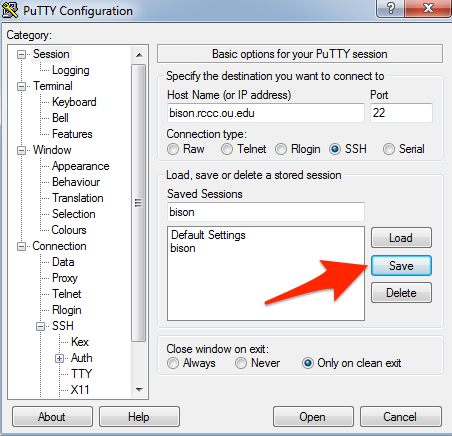 PuTTY Configuration
Category:
Session
Logging
Terminal
Keyboard
Bell
Features
Window
Appearance
Behaviour
Translation
Selection
Colours
Connection
Data
Proxy
Telnet
Rlogin
SSH
Kex
Auth
TTY
X11
Basic options for your PuTTY session
Specify the destination you want to connect to
Host Name (or IP address) Port
bison.rccc.ou.edu 22
Connection type:
Raw Telnet Rlogin SSH Serial
Load, save or delete a stored session
Saved Sessions
bison
Default Settings
bison
Load
Save
Delete
Close window on exit:
Always Never Only on clean exit
About Help Open Cancel